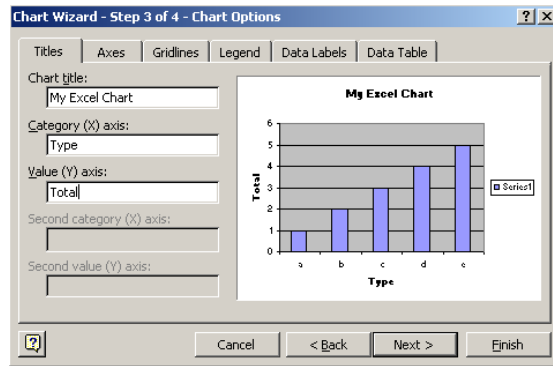 Chart Wizard - Step 3 of 4 - Chart Options
Titles Axes Gridlines Legend Data Labels Data Table
Chart title:
My Excel Chart
Category (X) axis:
Type
Value (Y) axis:
Total
Second category (X) axis:
Second value (Y) axis:
My Excel Chart
6
5
4
3
2
1
0
Total
a b c d e
Type
Series1
Cancel < Back Next > Finish